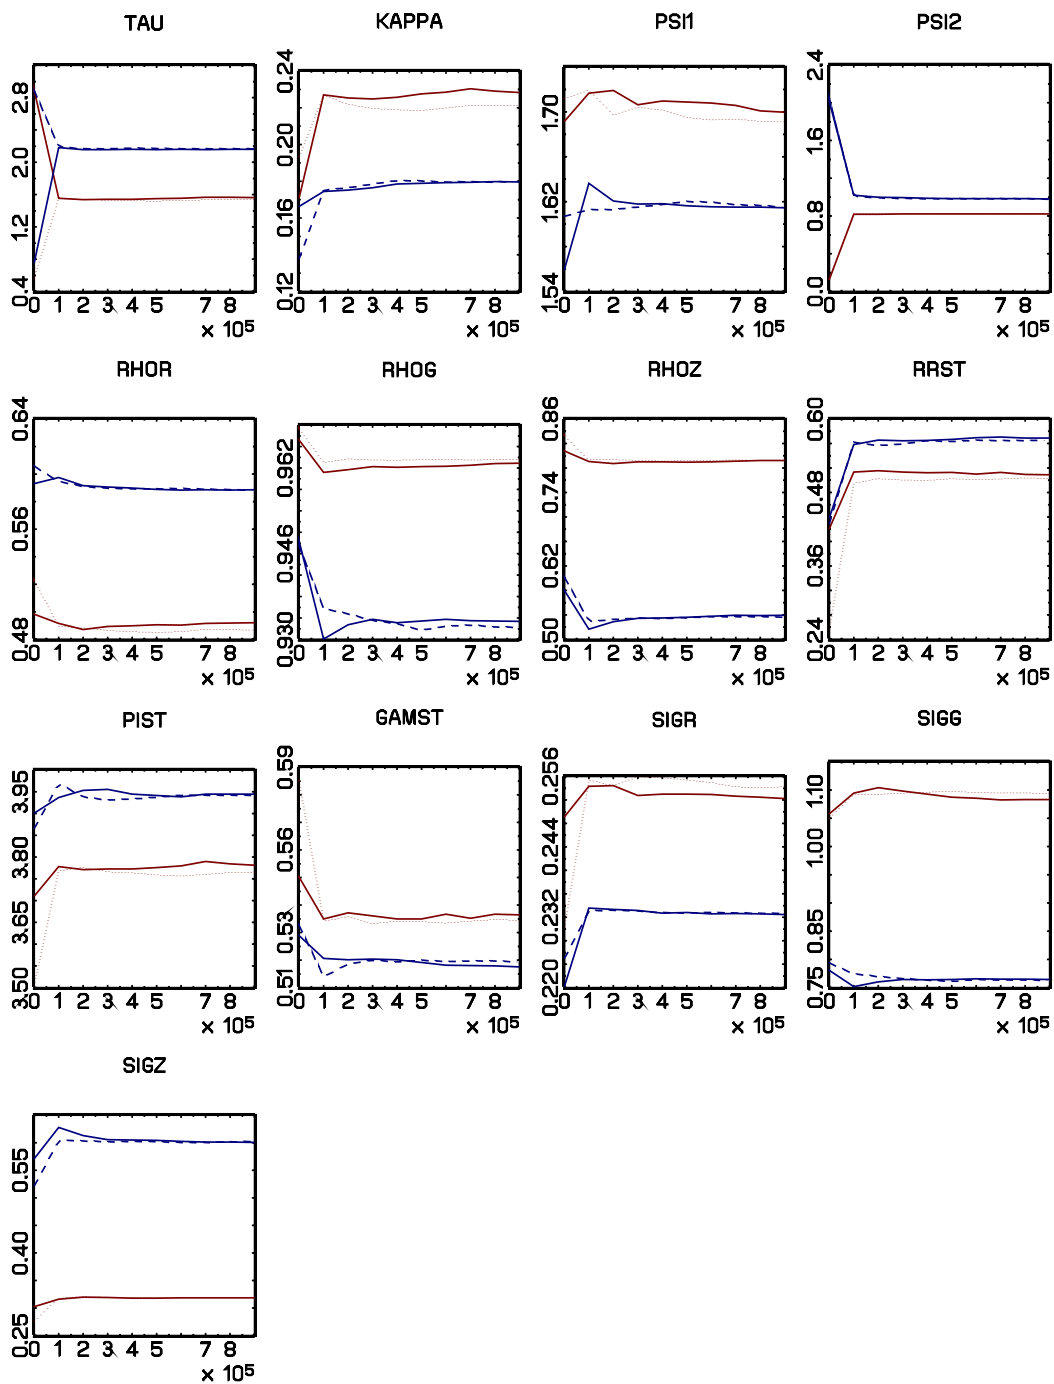 TAU KAPPA PSI1 PSI2
0.4 1.2 2.0 2.8
0.12 0.16 0.20 0.24
1.54 1.62 1.70
0.0 0.8 1.6 2.4
0 1 2 3 4 5 7 8
0 1 2 3 4 5 7 8
0 1 2 3 4 5 7 8
0 1 2 3 4 5 7 8
× 10⁵ × 10⁵ × 10⁵ × 10⁵
RHOR RHOG RHOZ RRST
0.48 0.56 0.64
0.930 0.946 0.962
0.50 0.62 0.74 0.86
0.24 0.36 0.48 0.60
0 1 2 3 4 5 7 8
0 1 2 3 4 5 7 8
0 1 2 3 4 5 7 8
0 1 2 3 4 5 7 8
× 10⁵ × 10⁵ × 10⁵ × 10⁵
PIST GAMST SIGR SIGG
3.50 3.65 3.80 3.95
0.51 0.53 0.56 0.59
0.220 0.232 0.244 0.256
0.75 0.85 1.00 1.10
0 1 2 3 4 5 7 8
0 1 2 3 4 5 7 8
0 1 2 3 4 5 7 8
0 1 2 3 4 5 7 8
× 10⁵ × 10⁵ × 10⁵ × 10⁵
SIGZ
0.25 0.40 0.55
0 1 2 3 4 5 7 8
× 10⁵